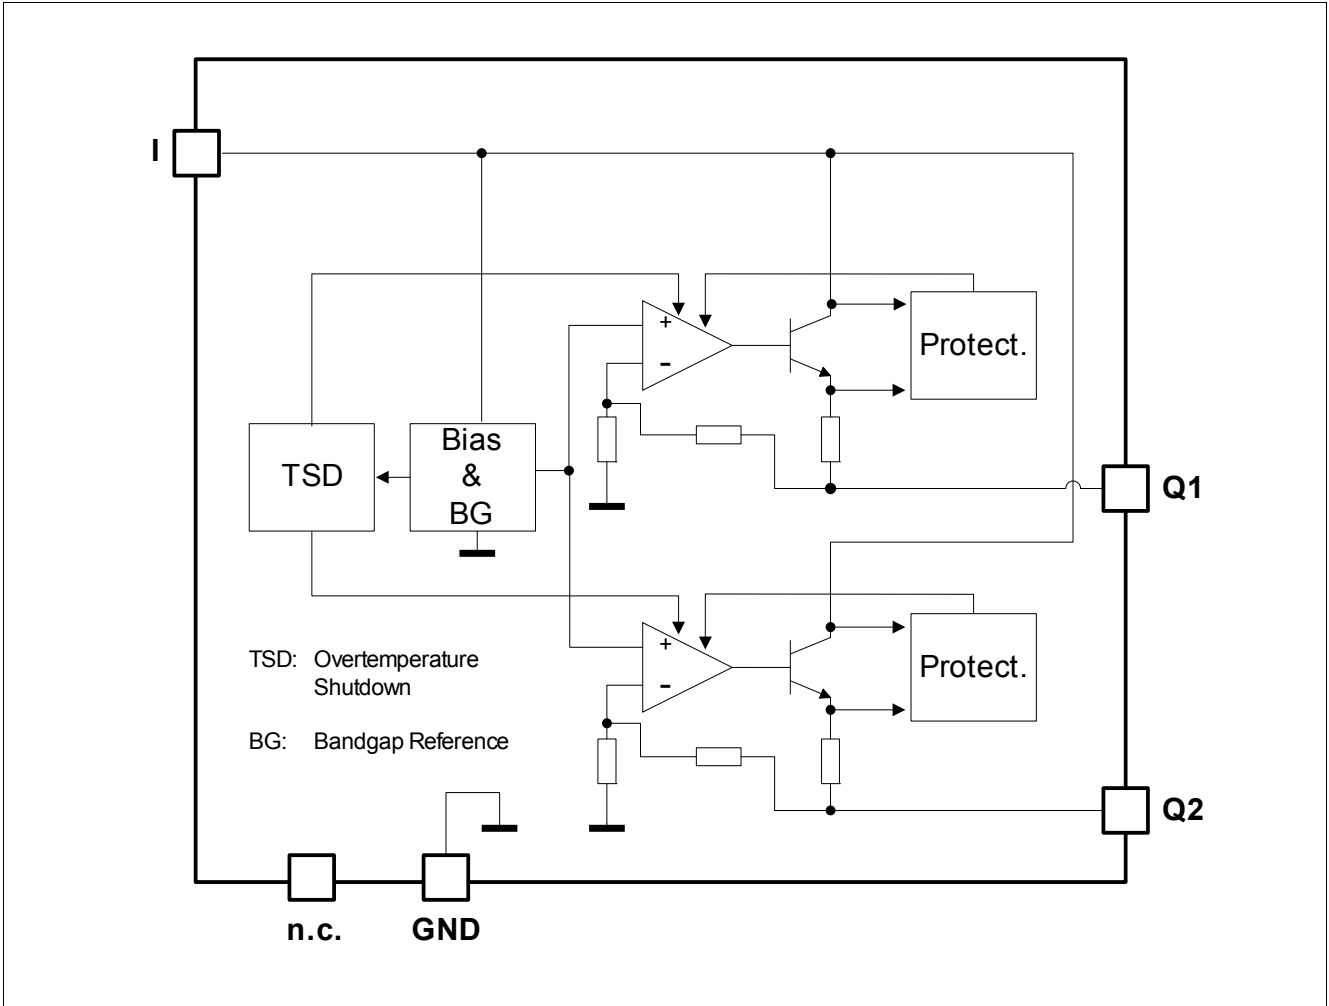 I
+
-
Protect.
Bias
&
BG
TSD
Q1
+
-
Protect.
TSD: Overtemperature
Shutdown
BG: Bandgap Reference
Q2
n.c.
GND